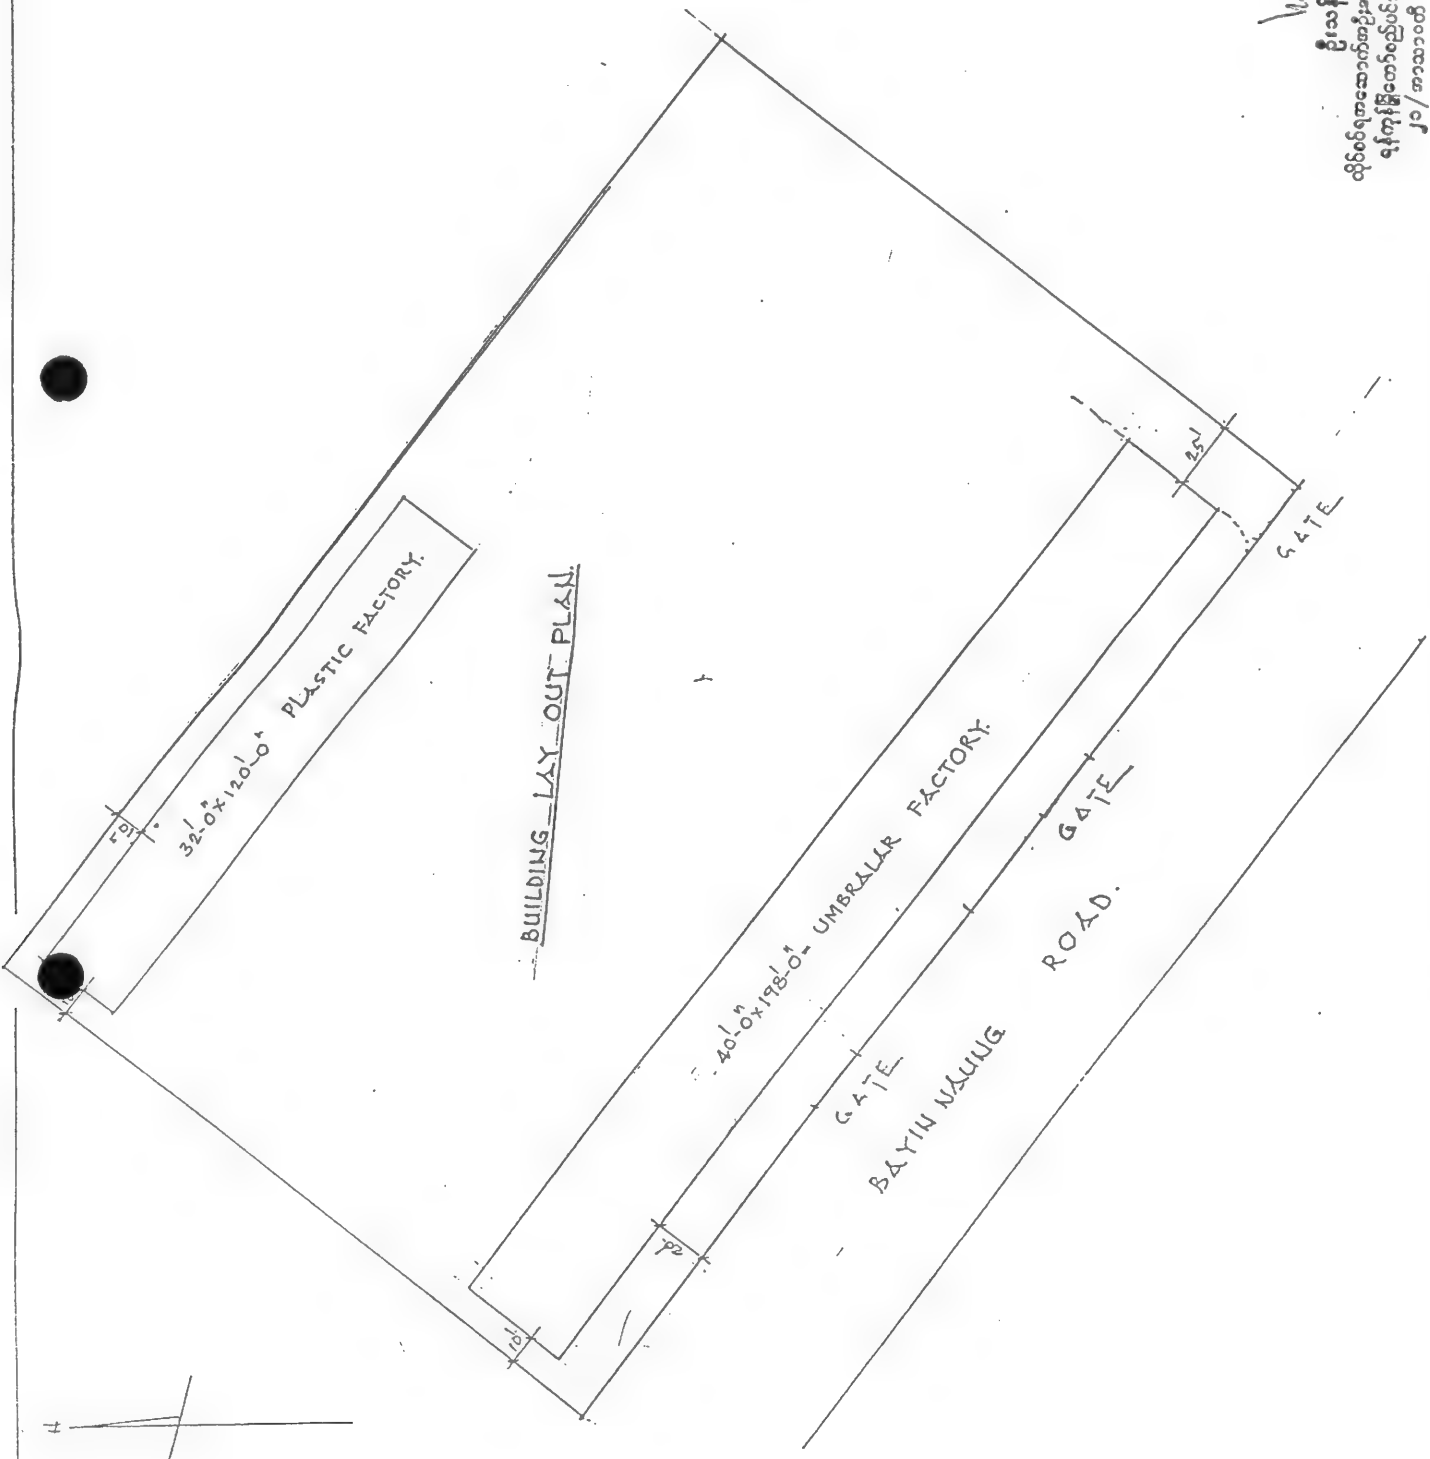 BUILDING LAY OUT PLAN.
32'-0"x120'-0" PLASTIC FACTORY.
40'-0"x198'-0" UMBRALAR FACTORY.
25'
10'
GATE
GATE
GATE
BAYIN NAUNG ROAD.